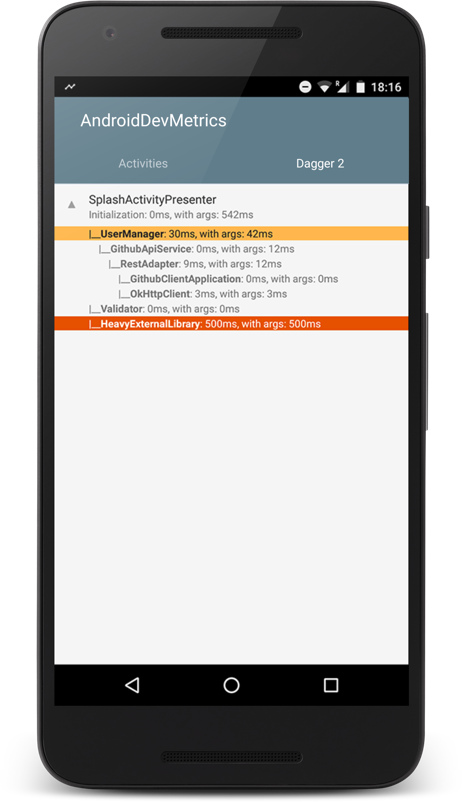 R
18:16
AndroidDevMetrics
Activities
Dagger 2
SplashActivityPresenter
Initialization: 0ms, with args: 542ms
|__UserManager: 30ms, with args: 42ms
|__GithubApiService: 0ms, with args: 12ms
|__RestAdapter: 9ms, with args: 12ms
|__GithubClientApplication: 0ms, with args: 0ms
|__OkHttpClient: 3ms, with args: 3ms
|__Validator: 0ms, with args: 0ms
|__HeavyExternalLibrary: 500ms, with args: 500ms